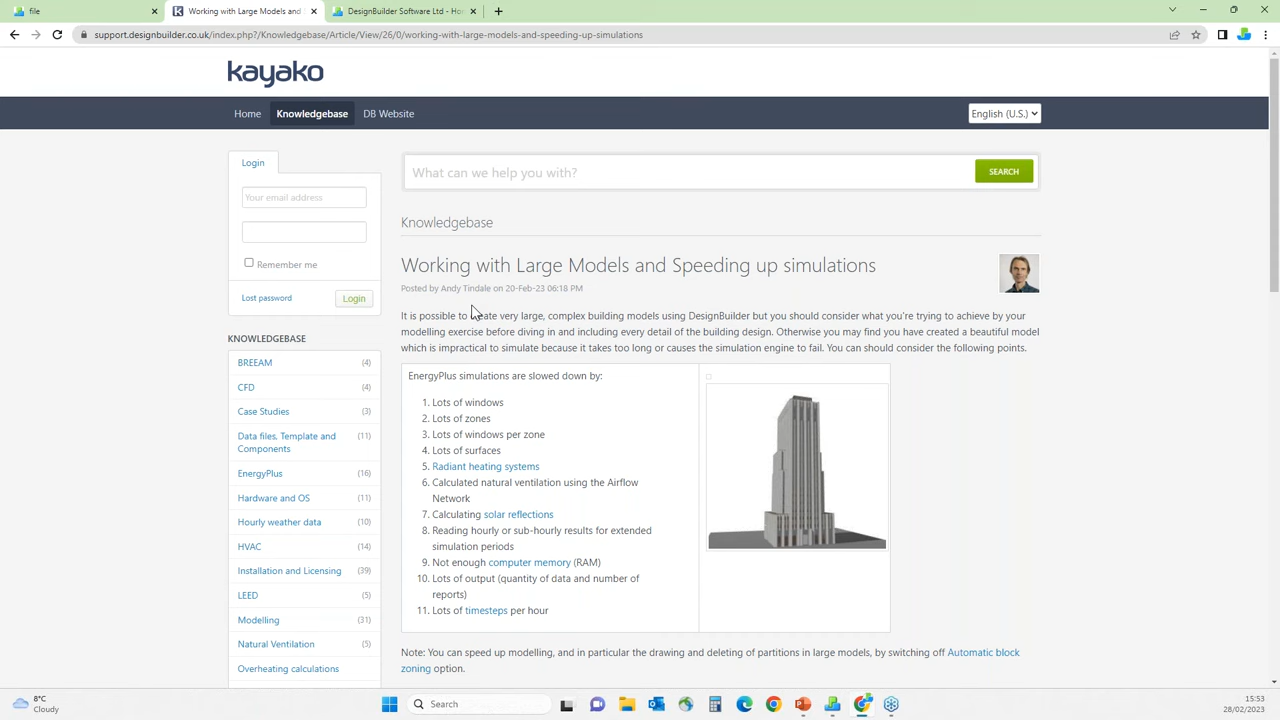 file
Working with Large Models and S
DesignBuilder Software Ltd - Hom
support.designbuilder.co.uk/index.php?/Knowledgebase/Article/View/26/0/working-with-large-models-and-speeding-up-simulations
kayako
Home Knowledgebase DB Website English (U.S.)
Login
Your email address
Remember me
Lost password Login
KNOWLEDGEBASE
BREEAM (4)
CFD (4)
Case Studies (3)
Data files, Template and (11)
Components
EnergyPlus (16)
Hardware and OS (11)
Hourly weather data (10)
HVAC (14)
Installation and Licensing (39)
LEED (5)
Modelling (31)
Natural Ventilation (5)
Overheating calculations
What can we help you with? SEARCH
Knowledgebase
Working with Large Models and Speeding up simulations
Posted by Andy Tindale on 20-Feb-23 06:18 PM
It is possible to create very large, complex building models using DesignBuilder but you should consider what you're trying to achieve by your
modelling exercise before diving in and including every detail of the building design. Otherwise you may find you have created a beautiful model
which is impractical to simulate because it takes too long or causes the simulation engine to fail. You can should consider the following points.
EnergyPlus simulations are slowed down by:
1. Lots of windows
2. Lots of zones
3. Lots of windows per zone
4. Lots of surfaces
5. Radiant heating systems
6. Calculated natural ventilation using the Airflow
Network
7. Calculating solar reflections
8. Reading hourly or sub-hourly results for extended
simulation periods
9. Not enough computer memory (RAM)
10. Lots of output (quantity of data and number of
reports)
11. Lots of timesteps per hour
Note: You can speed up modelling, and in particular the drawing and deleting of partitions in large models, by switching off Automatic block
zoning option.
8°C
Cloudy
Search
15:53
28/02/2023